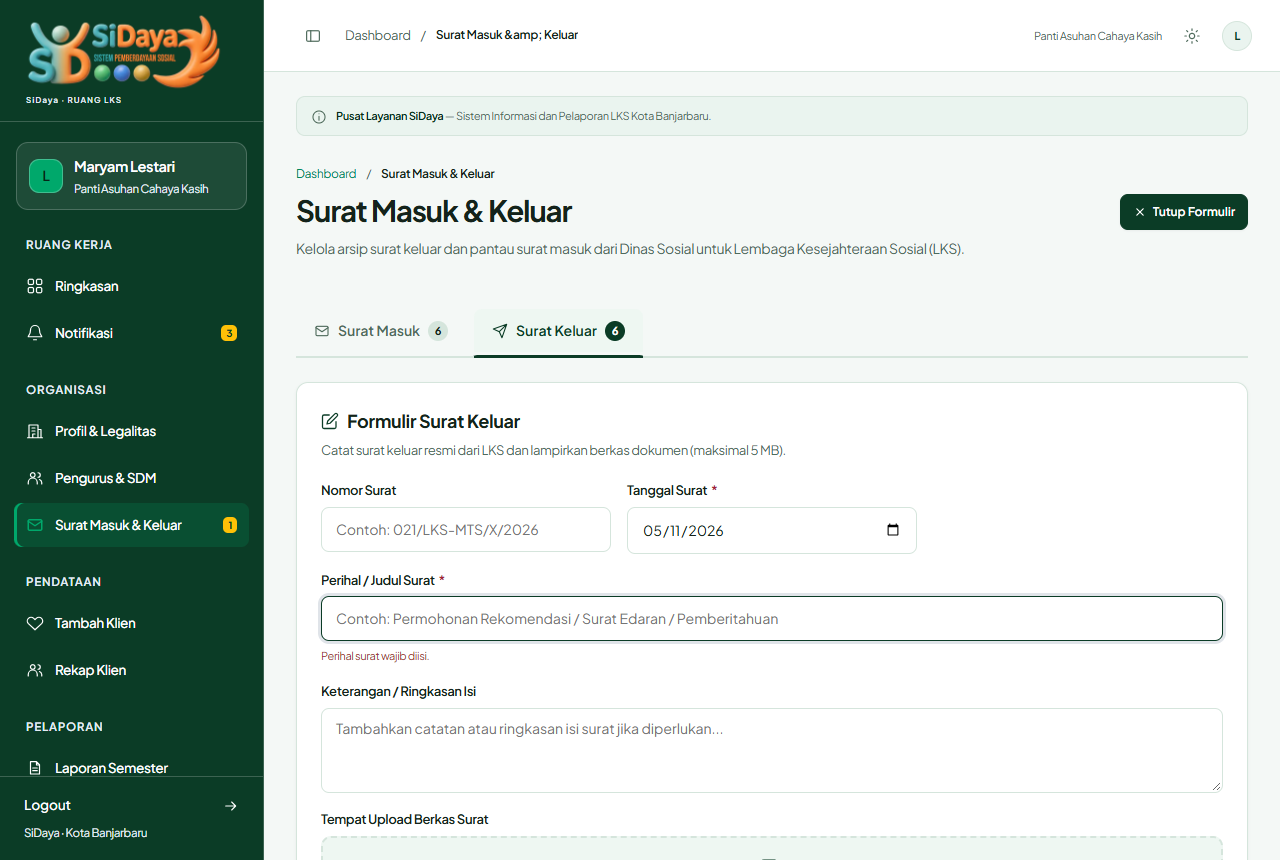 SiDaya
SISTEM PEMBERDAYAAN SOSIAL
SD
SiDaya · RUANG LKS
L
Maryam Lestari
Panti Asuhan Cahaya Kasih
RUANG KERJA
Ringkasan
Notifikasi
3
ORGANISASI
Profil & Legalitas
Pengurus & SDM
Surat Masuk & Keluar
1
PENDATAAN
Tambah Klien
Rekap Klien
PELAPORAN
Laporan Semester
Logout
SiDaya · Kota Banjarbaru
Dashboard / Surat Masuk &amp; Keluar
Panti Asuhan Cahaya Kasih
L
Pusat Layanan SiDaya — Sistem Informasi dan Pelaporan LKS Kota Banjarbaru.
Dashboard / Surat Masuk & Keluar
Surat Masuk & Keluar
Tutup Formulir
Kelola arsip surat keluar dan pantau surat masuk dari Dinas Sosial untuk Lembaga Kesejahteraan Sosial (LKS).
Surat Masuk 6
Surat Keluar 6
Formulir Surat Keluar
Catat surat keluar resmi dari LKS dan lampirkan berkas dokumen (maksimal 5 MB).
Nomor Surat
Tanggal Surat *
Contoh: 021/LKS-MTS/X/2026
05/11/2026
Perihal / Judul Surat *
Contoh: Permohonan Rekomendasi / Surat Edaran / Pemberitahuan
Perihal surat wajib diisi.
Keterangan / Ringkasan Isi
Tambahkan catatan atau ringkasan isi surat jika diperlukan...
Tempat Upload Berkas Surat